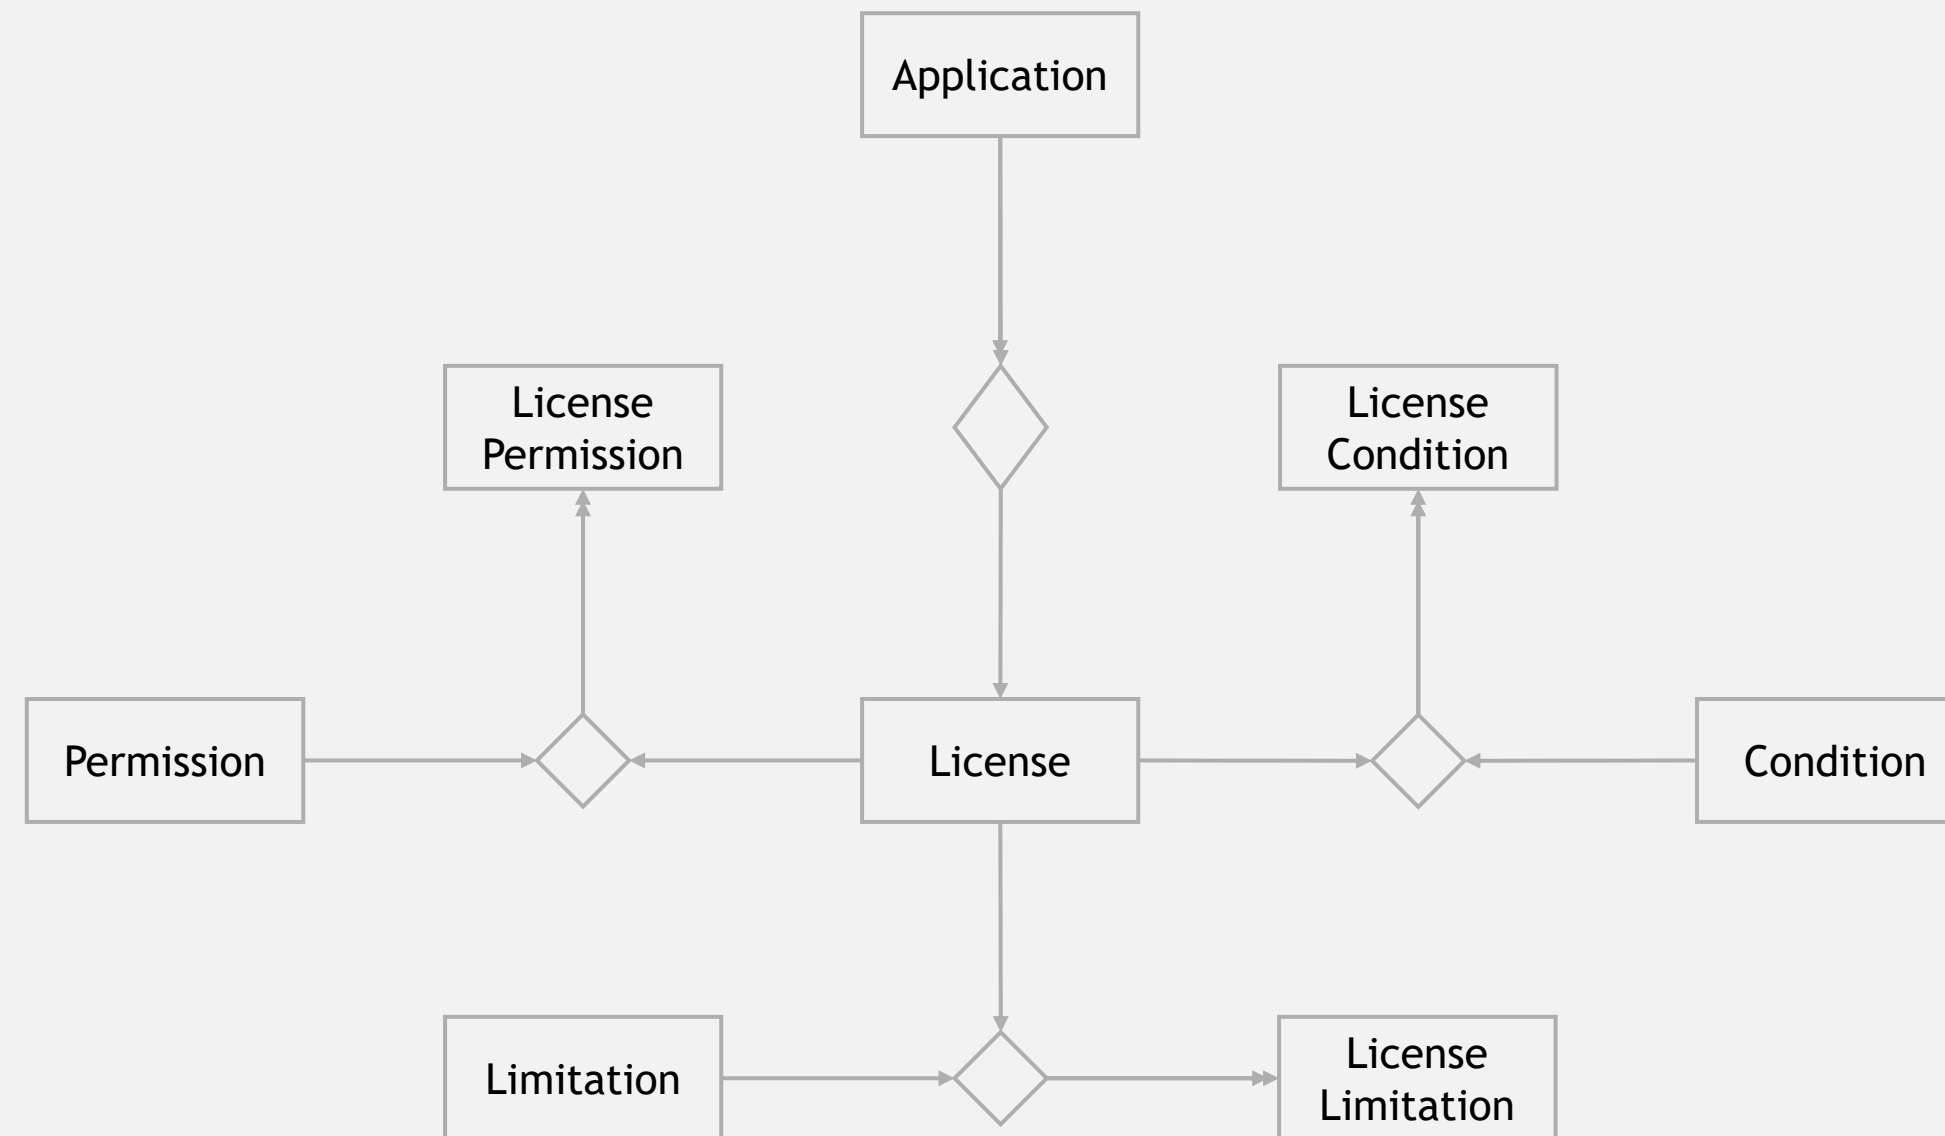 Application
License
Permission
License
Condition
Permission
License
Condition
Limitation
License
Limitation